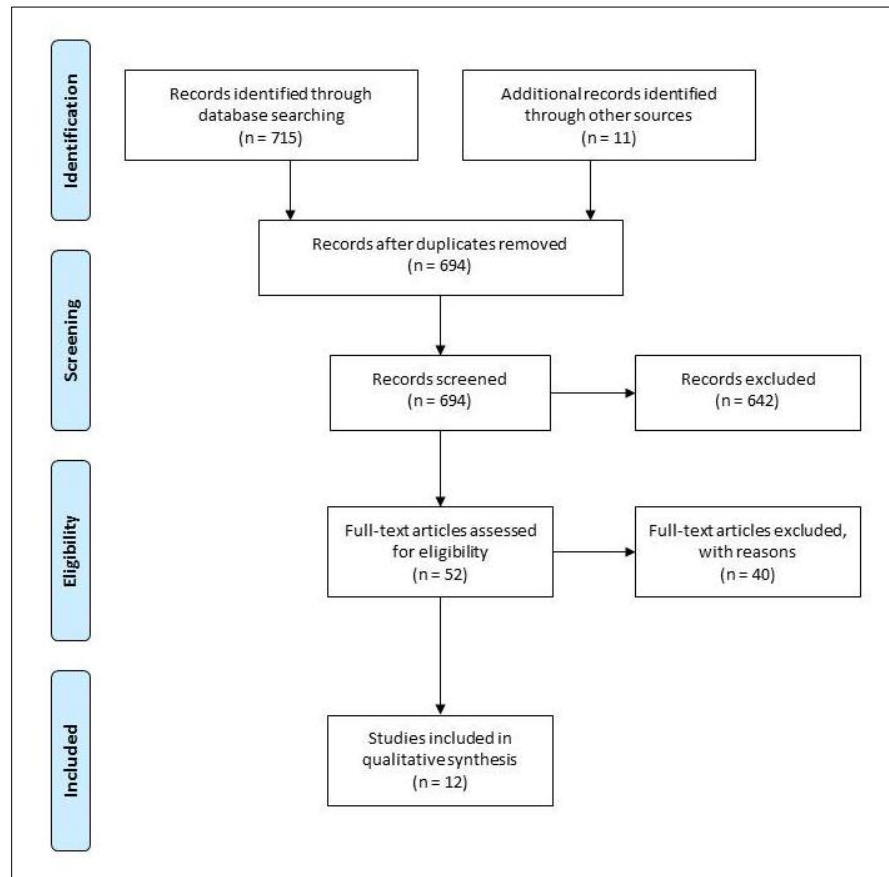 Identification
Records identified through
database searching
(n = 715)
Additional records identified
through other sources
(n = 11)
Records after duplicates removed
(n = 694)
Screening
Records screened
(n = 694)
Records excluded
(n = 642)
Eligibility
Full-text articles assessed
for eligibility
(n = 52)
Full-text articles excluded,
with reasons
(n = 40)
Included
Studies included in
qualitative synthesis
(n = 12)